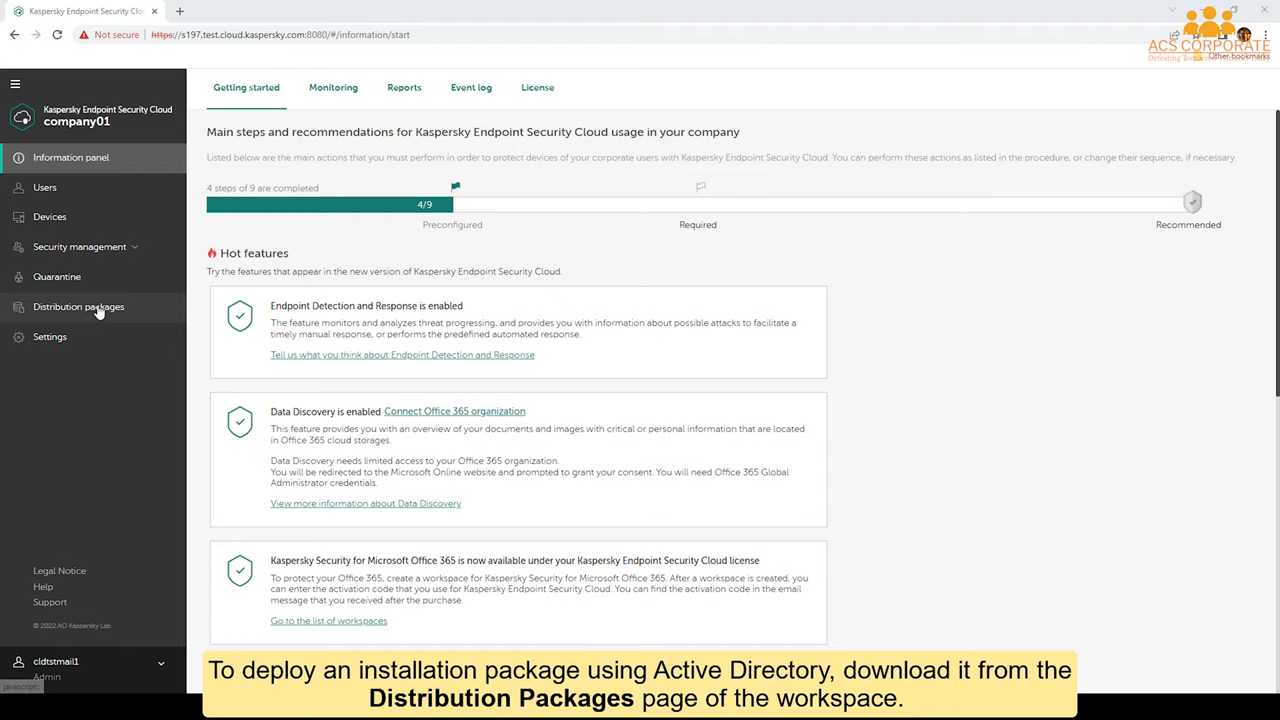 Kaspersky Endpoint Security Clou
Not secure
https://s197.test.cloud.kaspersky.com:8080/#/information/start
ACS CORPORATE
Other bookmarks
Kaspersky Endpoint Security Cloud
company01
Information panel
Users
Devices
Security management
Quarantine
Distribution packages
Settings
Legal Notice
Help
Support
© 2022 AO Kaspersky Lab
cldtstmail1
Admin
javascript:;
Getting started
Monitoring
Reports
Event log
License
Main steps and recommendations for Kaspersky Endpoint Security Cloud usage in your company
Listed below are the main actions that you must perform in order to protect devices of your corporate users with Kaspersky Endpoint Security Cloud. You can perform these actions as listed in the procedure, or change their sequence, if necessary.
4 steps of 9 are completed
4/9
Preconfigured
Required
Recommended
Hot features
Try the features that appear in the new version of Kaspersky Endpoint Security Cloud.
Endpoint Detection and Response is enabled
The feature monitors and analyzes threat progressing, and provides you with information about possible attacks to facilitate a
timely manual response, or performs the predefined automated response.
Tell us what you think about Endpoint Detection and Response
Data Discovery is enabled Connect Office 365 organization
This feature provides you with an overview of your documents and images with critical or personal information that are located
in Office 365 cloud storages.
Data Discovery needs limited access to your Office 365 organization.
You will be redirected to the Microsoft Online website and prompted to grant your consent. You will need Office 365 Global
Administrator credentials.
View more information about Data Discovery
Kaspersky Security for Microsoft Office 365 is now available under your Kaspersky Endpoint Security Cloud license
To protect your Office 365, create a workspace for Kaspersky Security for Microsoft Office 365. After a workspace is created, you
can enter the activation code that you use for Kaspersky Endpoint Security Cloud. You can find the activation code in the email
message that you received after the purchase.
Go to the list of workspaces
To deploy an installation package using Active Directory, download it from the
Distribution Packages page of the workspace.